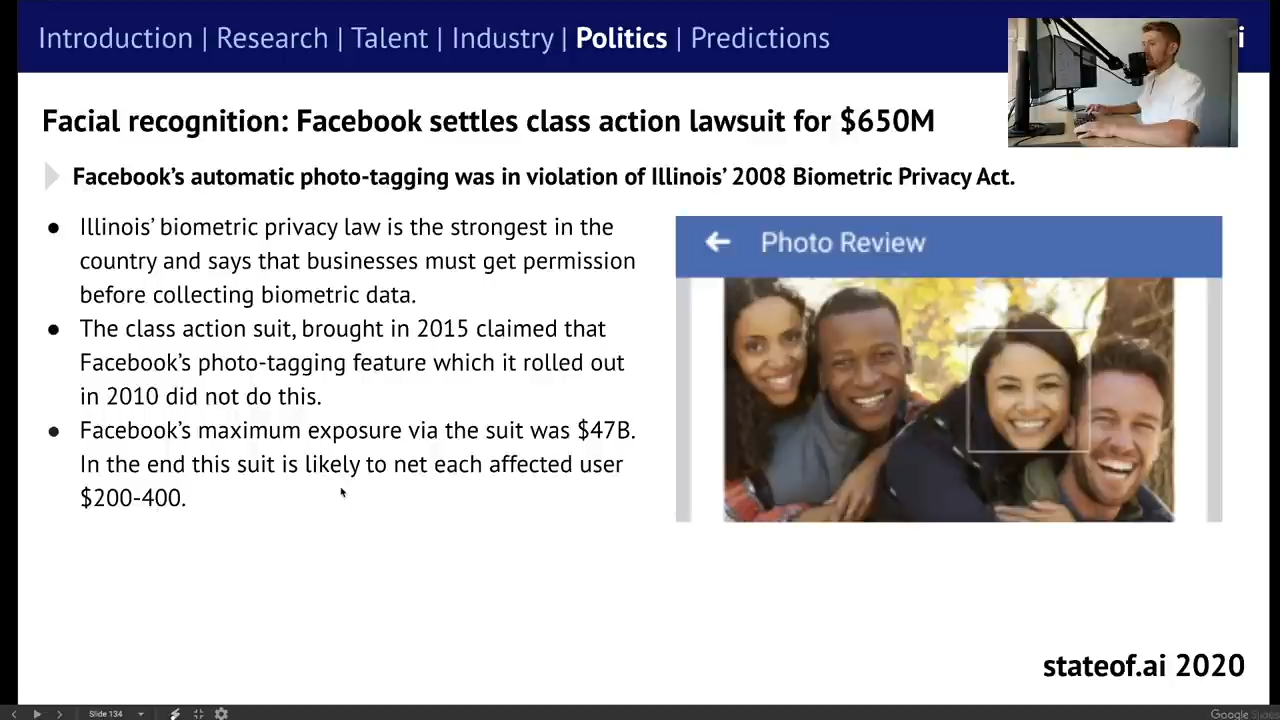 Introduction | Research | Talent | Industry | Politics | Predictions
i
Facial recognition: Facebook settles class action lawsuit for $650M
Facebook’s automatic photo-tagging was in violation of Illinois’ 2008 Biometric Privacy Act.
● Illinois’ biometric privacy law is the strongest in the
country and says that businesses must get permission
before collecting biometric data.
● The class action suit, brought in 2015 claimed that
Facebook’s photo-tagging feature which it rolled out
in 2010 did not do this.
● Facebook’s maximum exposure via the suit was $47B.
In the end this suit is likely to net each affected user
$200-400.
Photo Review
stateof.ai 2020
Slide 134
Google Slides